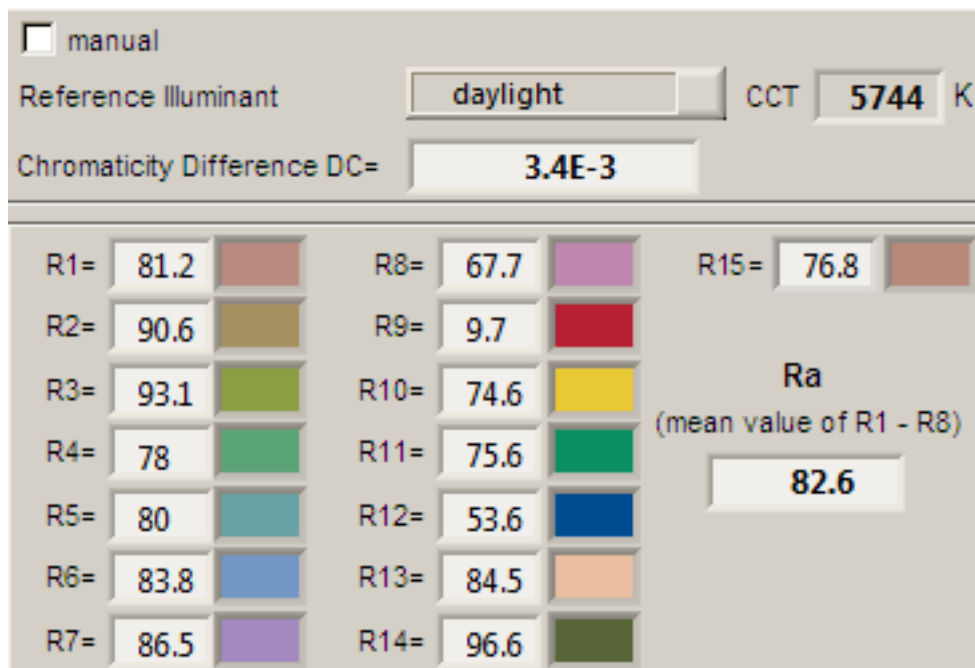 manual
Reference Illuminant daylight CCT 5744 K
Chromaticity Difference DC= 3.4E-3
R1= 81.2 R8= 67.7 R15= 76.8
R2= 90.6 R9= 9.7
R3= 93.1 R10= 74.6 Ra
(mean value of R1 - R8)
R4= 78 R11= 75.6
82.6
R5= 80 R12= 53.6
R6= 83.8 R13= 84.5
R7= 86.5 R14= 96.6